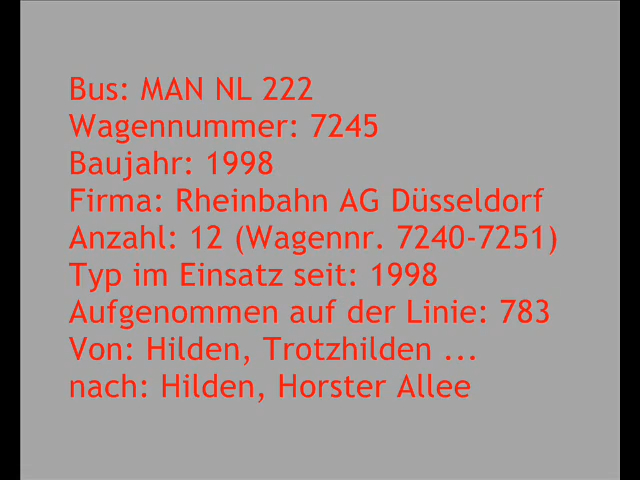 Bus: MAN NL 222
Wagennummer: 7245
Baujahr: 1998
Firma: Rheinbahn AG Düsseldorf
Anzahl: 12 (Wagennr. 7240-7251)
Typ im Einsatz seit: 1998
Aufgenommen auf der Linie: 783
Von: Hilden, Trotzhilden ...
nach: Hilden, Horster Allee